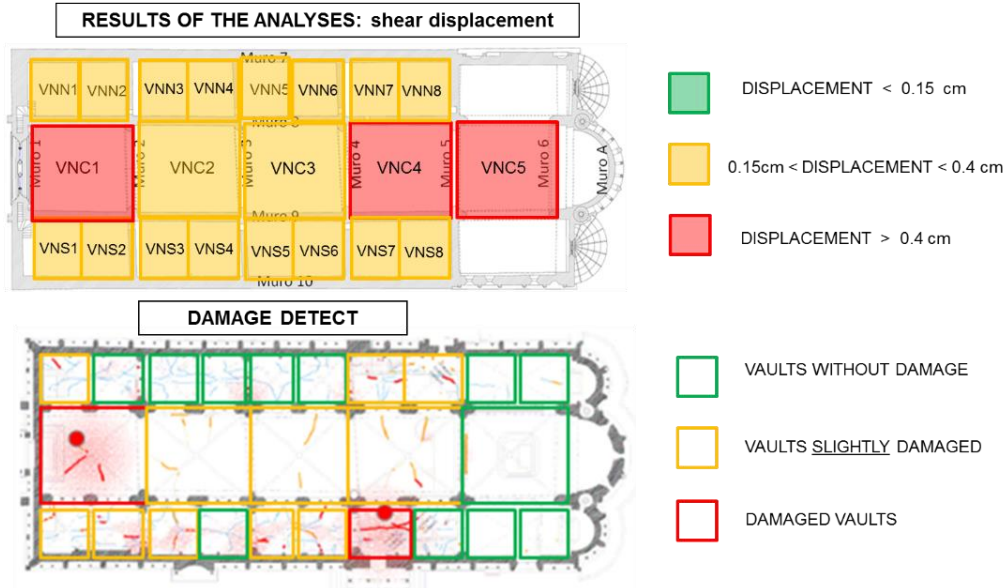 RESULTS OF THE ANALYSES: shear displacement
Muro 7
VNN1 VNN2 VNN3 VNN4 VNN5 VNN6 VNN7 VNN8
Muro 8
Muro 1 VNC1 Muro 2 VNC2 Muro 3 VNC3 Muro 4 VNC4 Muro 5 VNC5 Muro 6 Muro A
Muro 9
VNS1 VNS2 VNS3 VNS4 VNS5 VNS6 VNS7 VNS8
Muro 10
DISPLACEMENT < 0.15 cm
0.15cm < DISPLACEMENT < 0.4 cm
DISPLACEMENT > 0.4 cm
DAMAGE DETECT
VAULTS WITHOUT DAMAGE
VAULTS SLIGHTLY DAMAGED
DAMAGED VAULTS